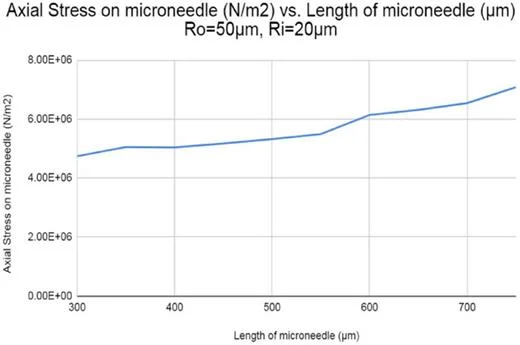 Axial Stress on microneedle (N/m2) vs. Length of microneedle (μm)
Ro=50μm, Ri=20μm
8.00E+06
6.00E+06
4.00E+06
2.00E+06
0.00E+00
Axial Stress on microneedle (N/m2)
300 400 500 600 700
Length of microneedle (μm)